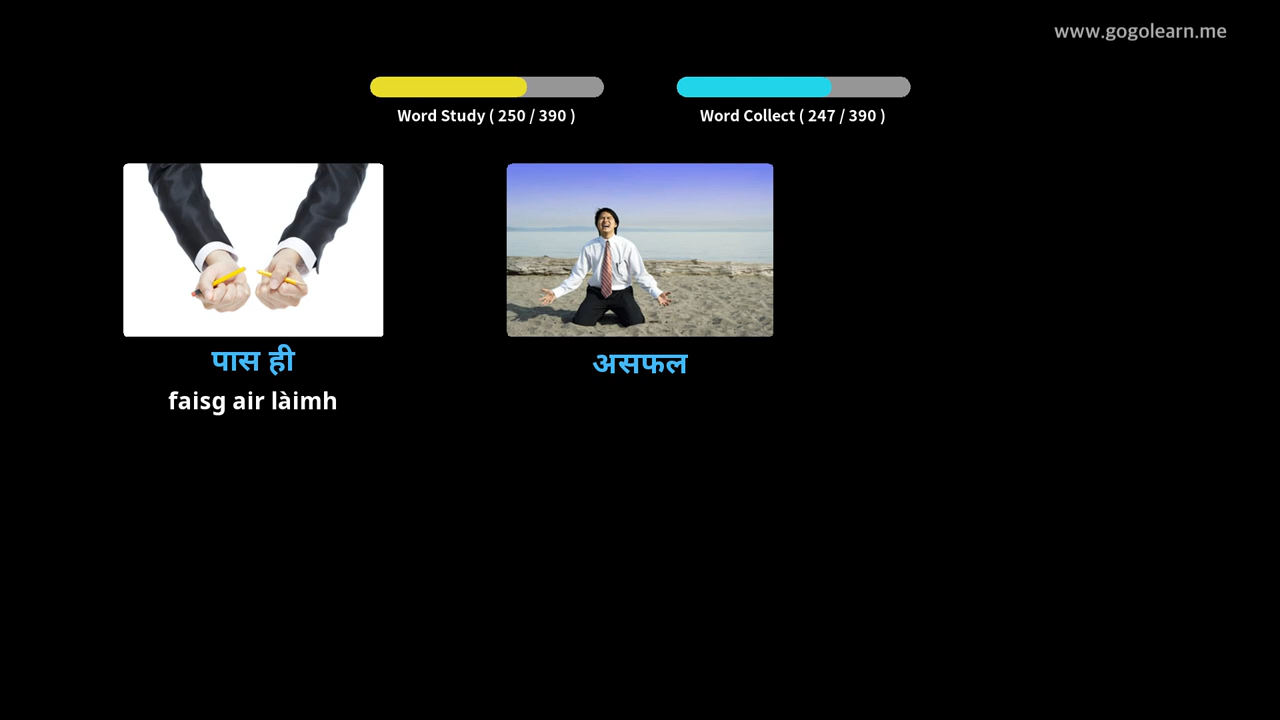 www.gogolearn.me
Word Study ( 250 / 390 )
Word Collect ( 247 / 390 )
पास ही
faisg air làimh
असफल